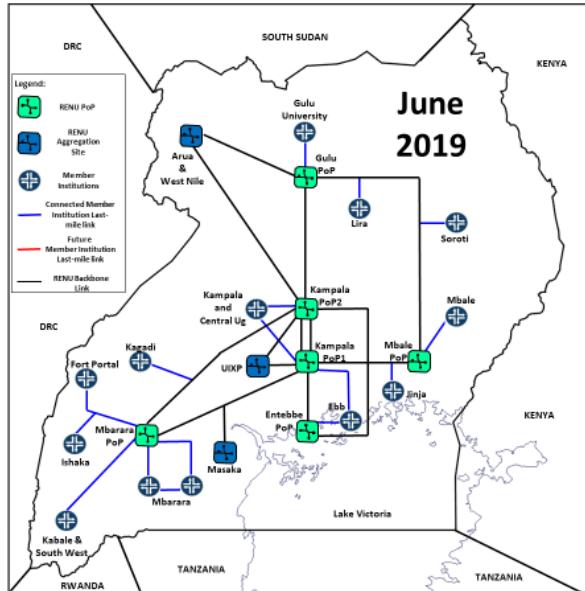 DRC
SOUTH SUDAN
KENYA
Legend:
RENU PoP
RENU
Aggregation
Site
Member
Institutions
Connected Member
Institution Last-
mile link
Future
Member Institution
Last-mile link
RENU Backbone
Link
June
2019
Gulu
University
Arua
& West Nile
Gulu
PoP
Lira
Soroti
Kampala
and
Central Ug
Kampala
PoP2
Mbale
DRC
Kagadi
Fort Portal
UIXP
Kampala
PoP1
Mbale
PoP
Jinja
Ebb
Entebbe
PoP
Mbarara
PoP
Ishaka
Masaka
Mbarara
KENYA
Kabale &
South West
Lake Victoria
RWANDA
TANZANIA
TANZANIA